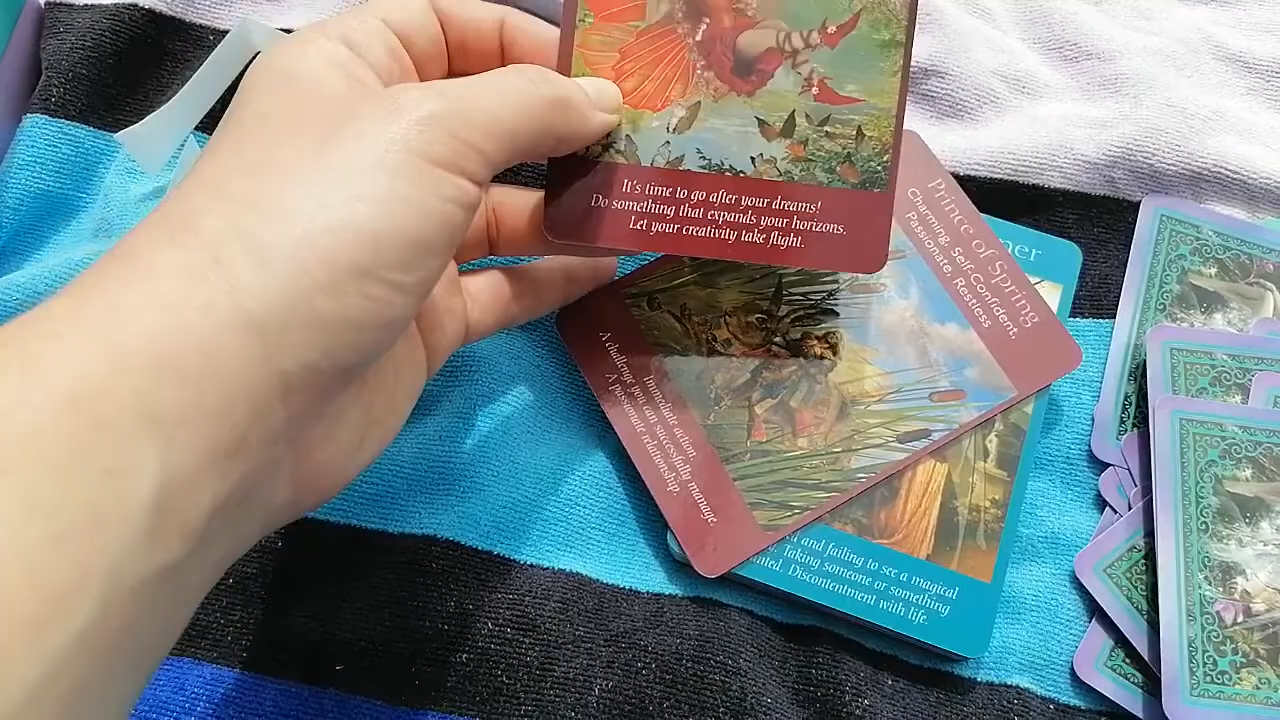 It's time to go after your dreams!
Do something that expands your horizons.
Let your creativity take flight.
Prince of Spring
Charming, Self-Confident,
Passionate, Restless
Immediate action.
A challenge you can successfully manage.
A passionate relationship.
and failing to see a magical
Taking someone or something
Discontentment with life.